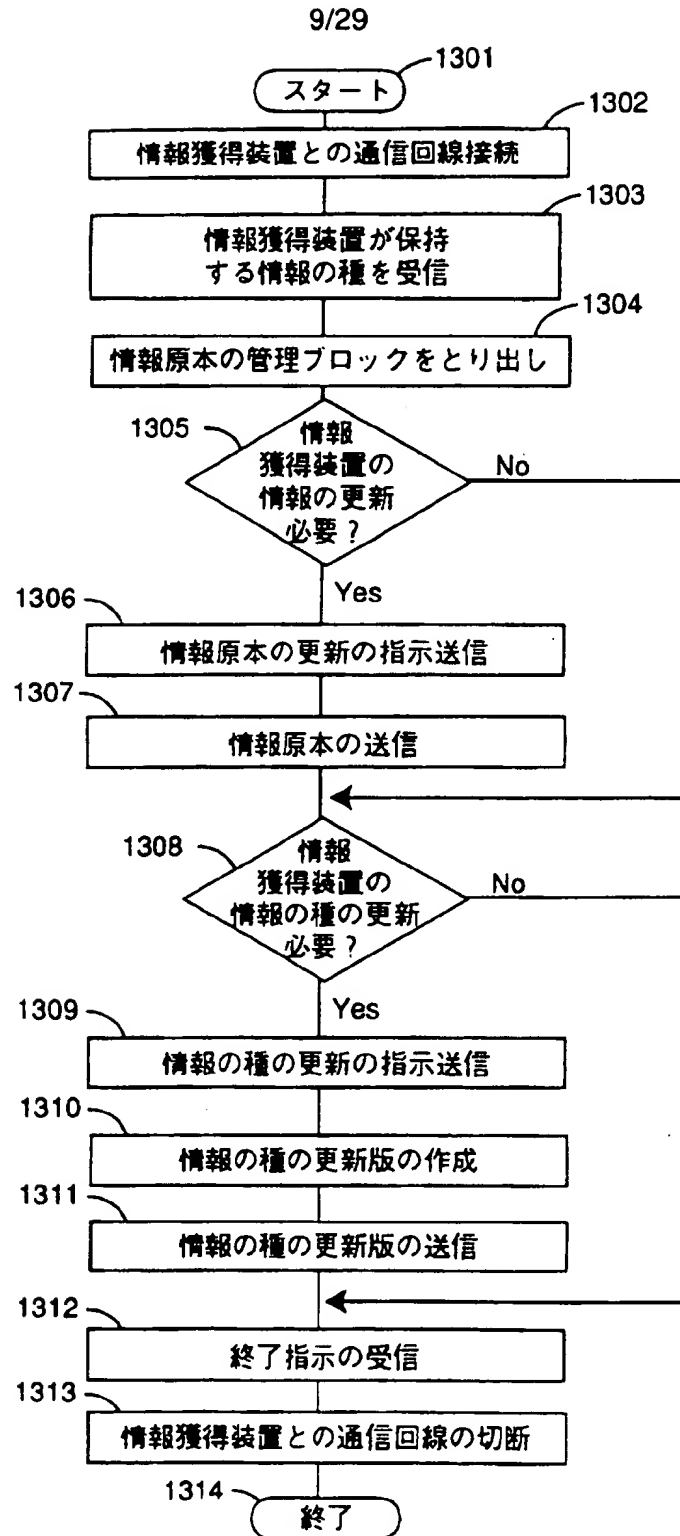 9/29
1301
スタート
1302
情報獲得装置との通信回線接続
1303
情報獲得装置が保持
する情報の種を受信
1304
情報原本の管理ブロックをとり出し
1305
情報
獲得装置の
情報の更新
必要？
No
Yes
1306
情報原本の更新の指示送信
1307
情報原本の送信
1308
情報
獲得装置の
情報の種の更新
必要？
No
Yes
1309
情報の種の更新の指示送信
1310
情報の種の更新版の作成
1311
情報の種の更新版の送信
1312
終了指示の受信
1313
情報獲得装置との通信回線の切断
1314
終了